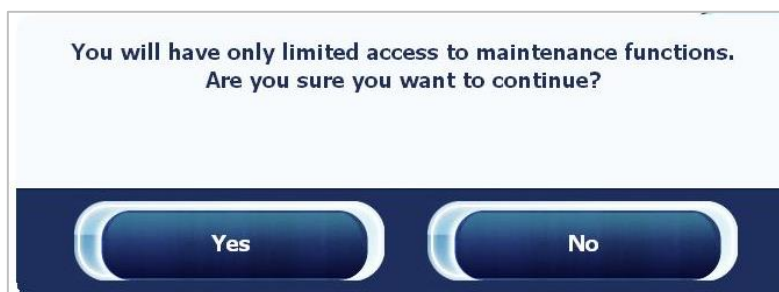 You will have only limited access to maintenance functions.
Are you sure you want to continue?
Yes
No